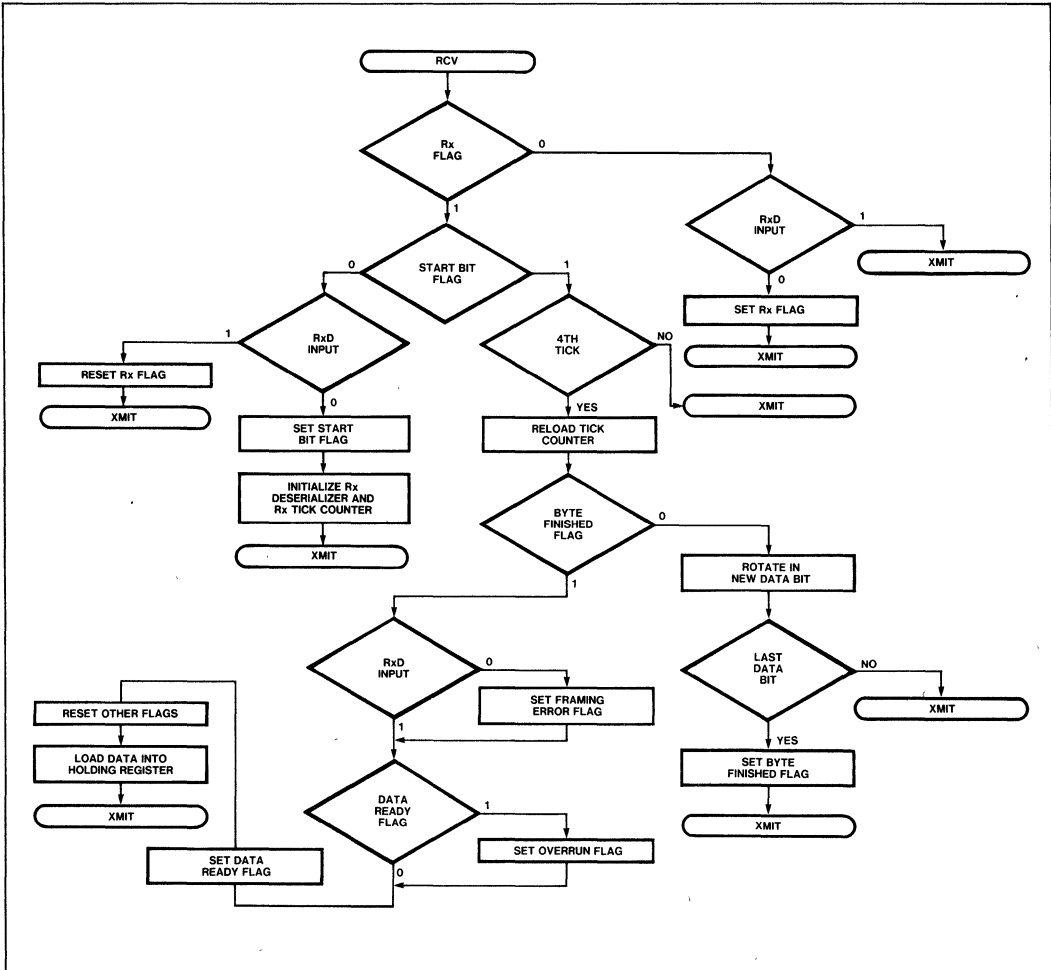 RCV
Rx
FLAG
0
1
RxD
INPUT
1
XMIT
0
SET Rx FLAG
XMIT
START BIT
FLAG
0
1
RxD
INPUT
1
RESET Rx FLAG
XMIT
0
SET START
BIT FLAG
INITIALIZE Rx
DESERIALIZER AND
Rx TICK COUNTER
XMIT
4TH
TICK
NO
XMIT
YES
RELOAD TICK
COUNTER
BYTE
FINISHED
FLAG
0
1
ROTATE IN
NEW DATA BIT
LAST
DATA
BIT
NO
XMIT
YES
SET BYTE
FINISHED FLAG
XMIT
RxD
INPUT
0
SET FRAMING
ERROR FLAG
1
DATA
READY
FLAG
1
SET OVERRUN FLAG
0
SET DATA
READY FLAG
RESET OTHER FLAGS
LOAD DATA INTO
HOLDING REGISTER
XMIT